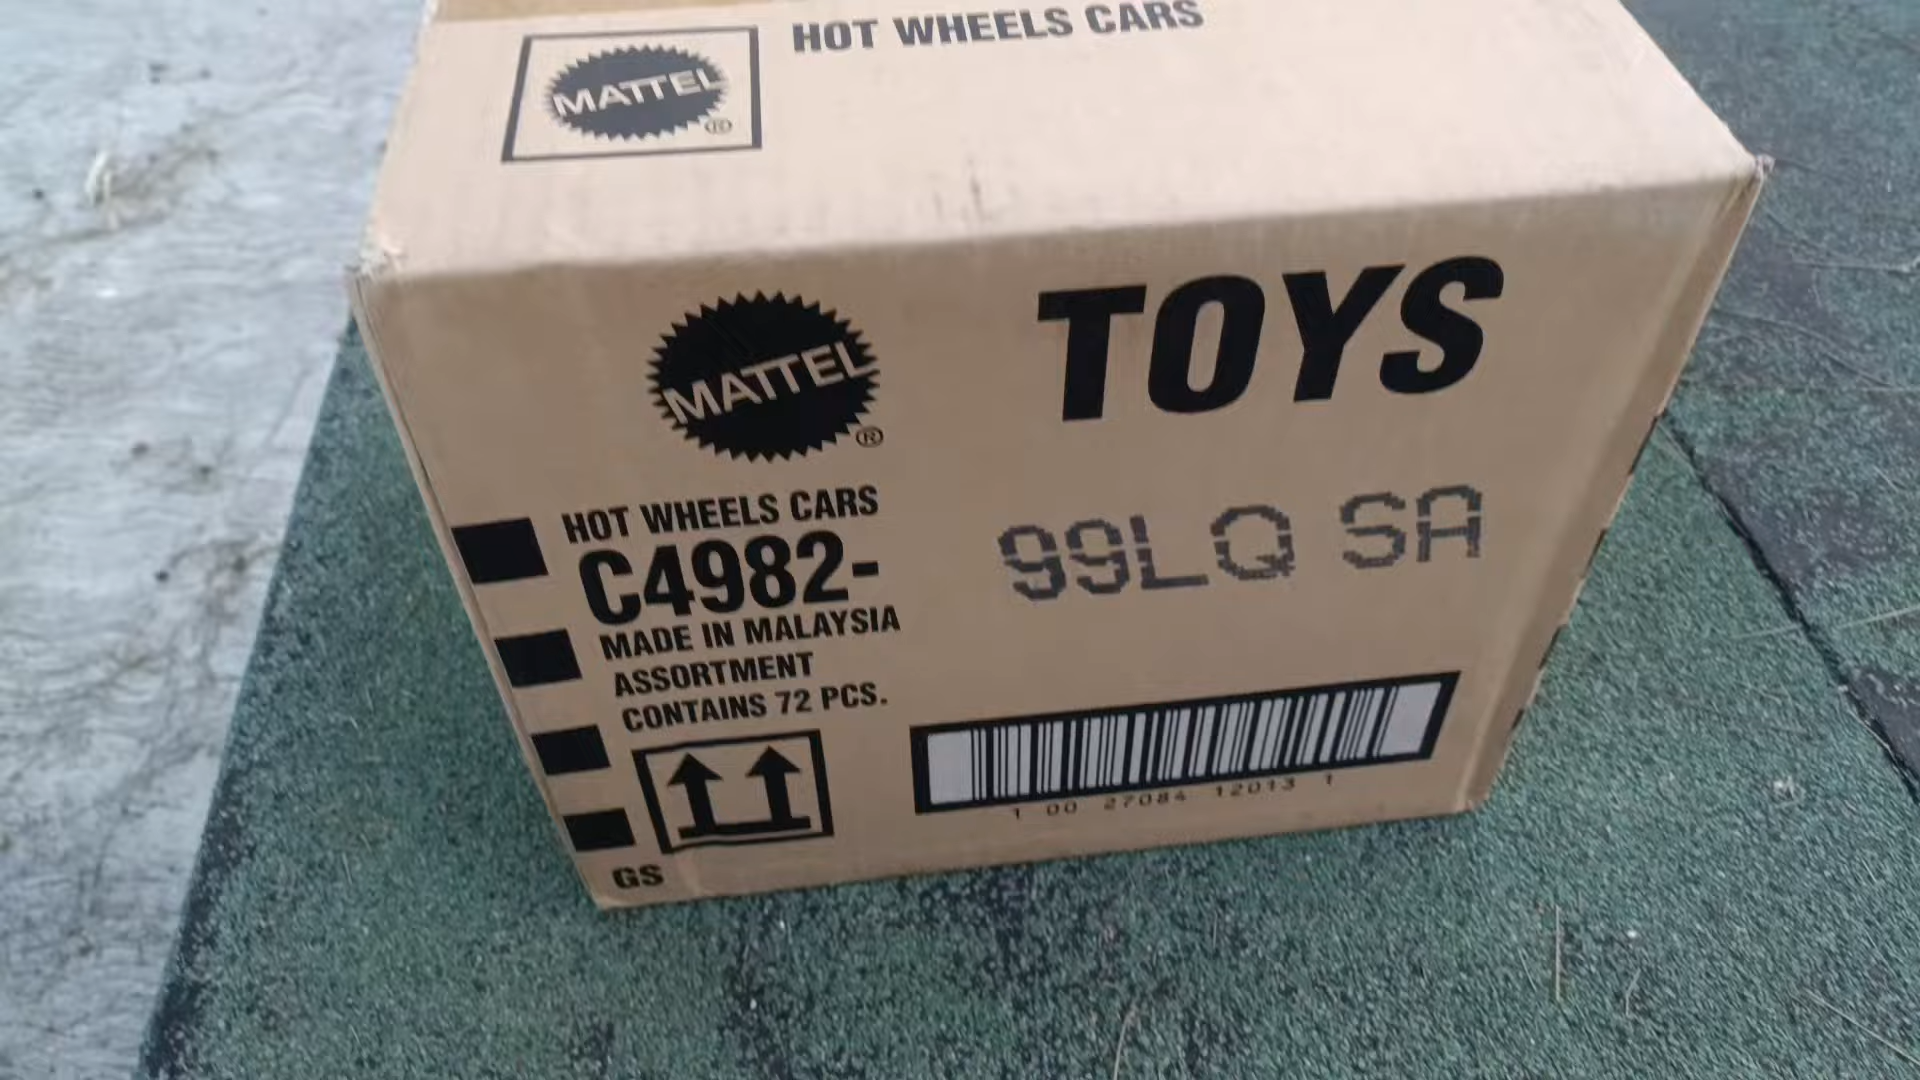 MATTEL
®
HOT WHEELS CARS
MATTEL
®
TOYS
HOT WHEELS CARS
C4982-
MADE IN MALAYSIA
ASSORTMENT
CONTAINS 72 PCS.
99LQ SA
1 00 27084 12013 1
GS